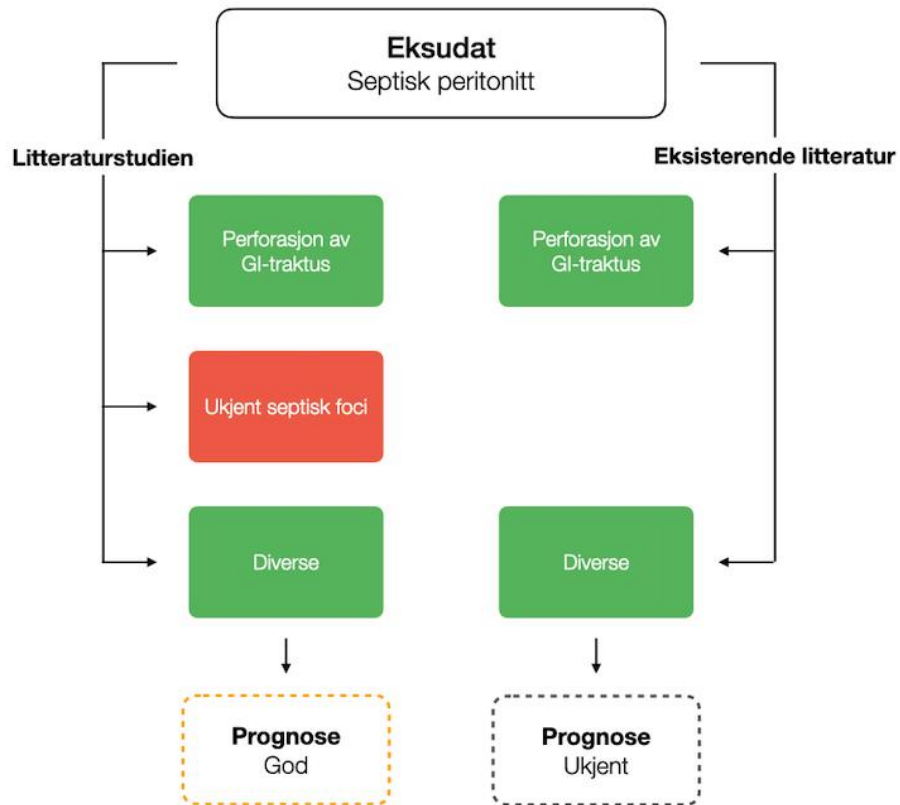 Eksudat
Septisk peritonitt
Litteraturstudien
Eksisterende litteratur
Perforasjon av
GI-traktus
Perforasjon av
GI-traktus
Ukjent septisk foci
Diverse
Diverse
Prognose
God
Prognose
Ukjent